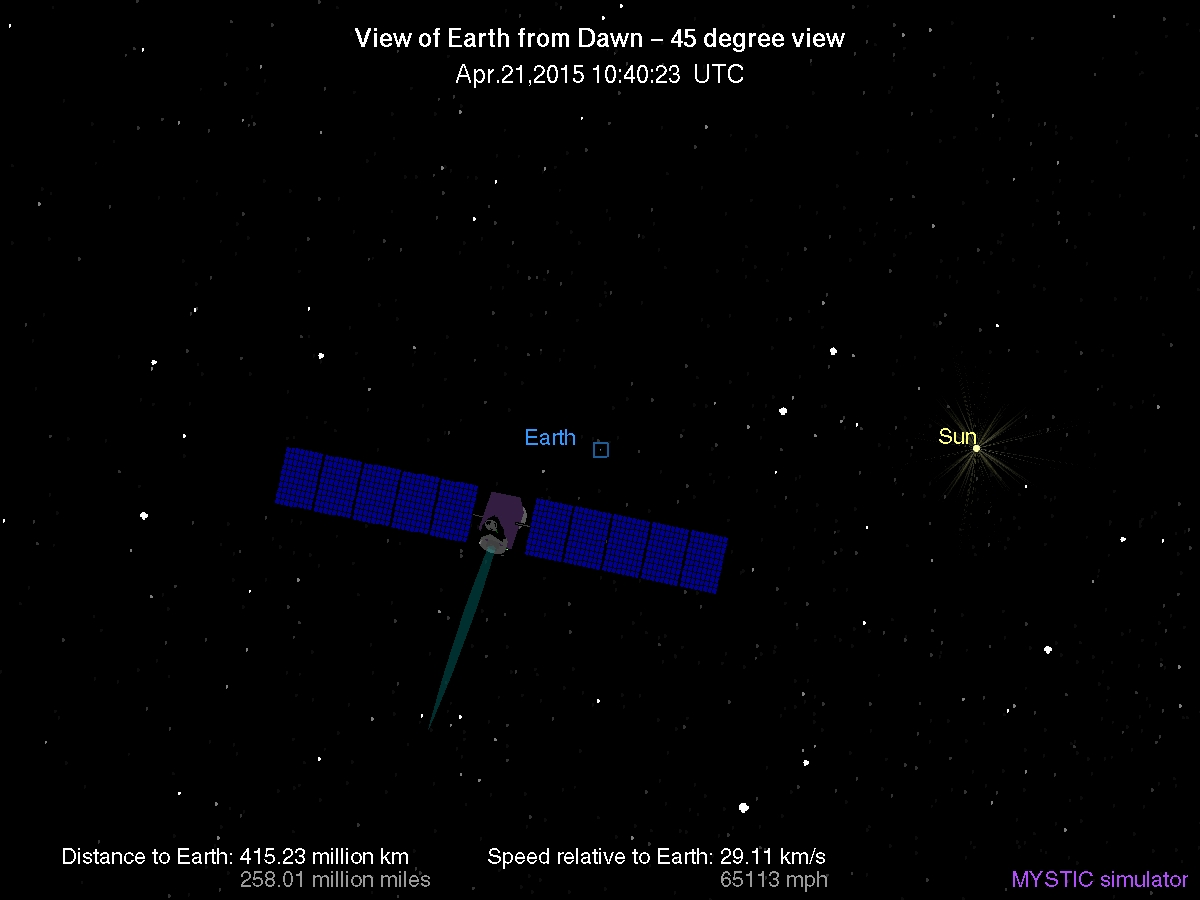 View of Earth from Dawn – 45 degree view
Apr.21,2015 10:40:23 UTC
Earth
Sun
Distance to Earth: 415.23 million km
258.01 million miles
Speed relative to Earth: 29.11 km/s
65113 mph
MYSTIC simulator